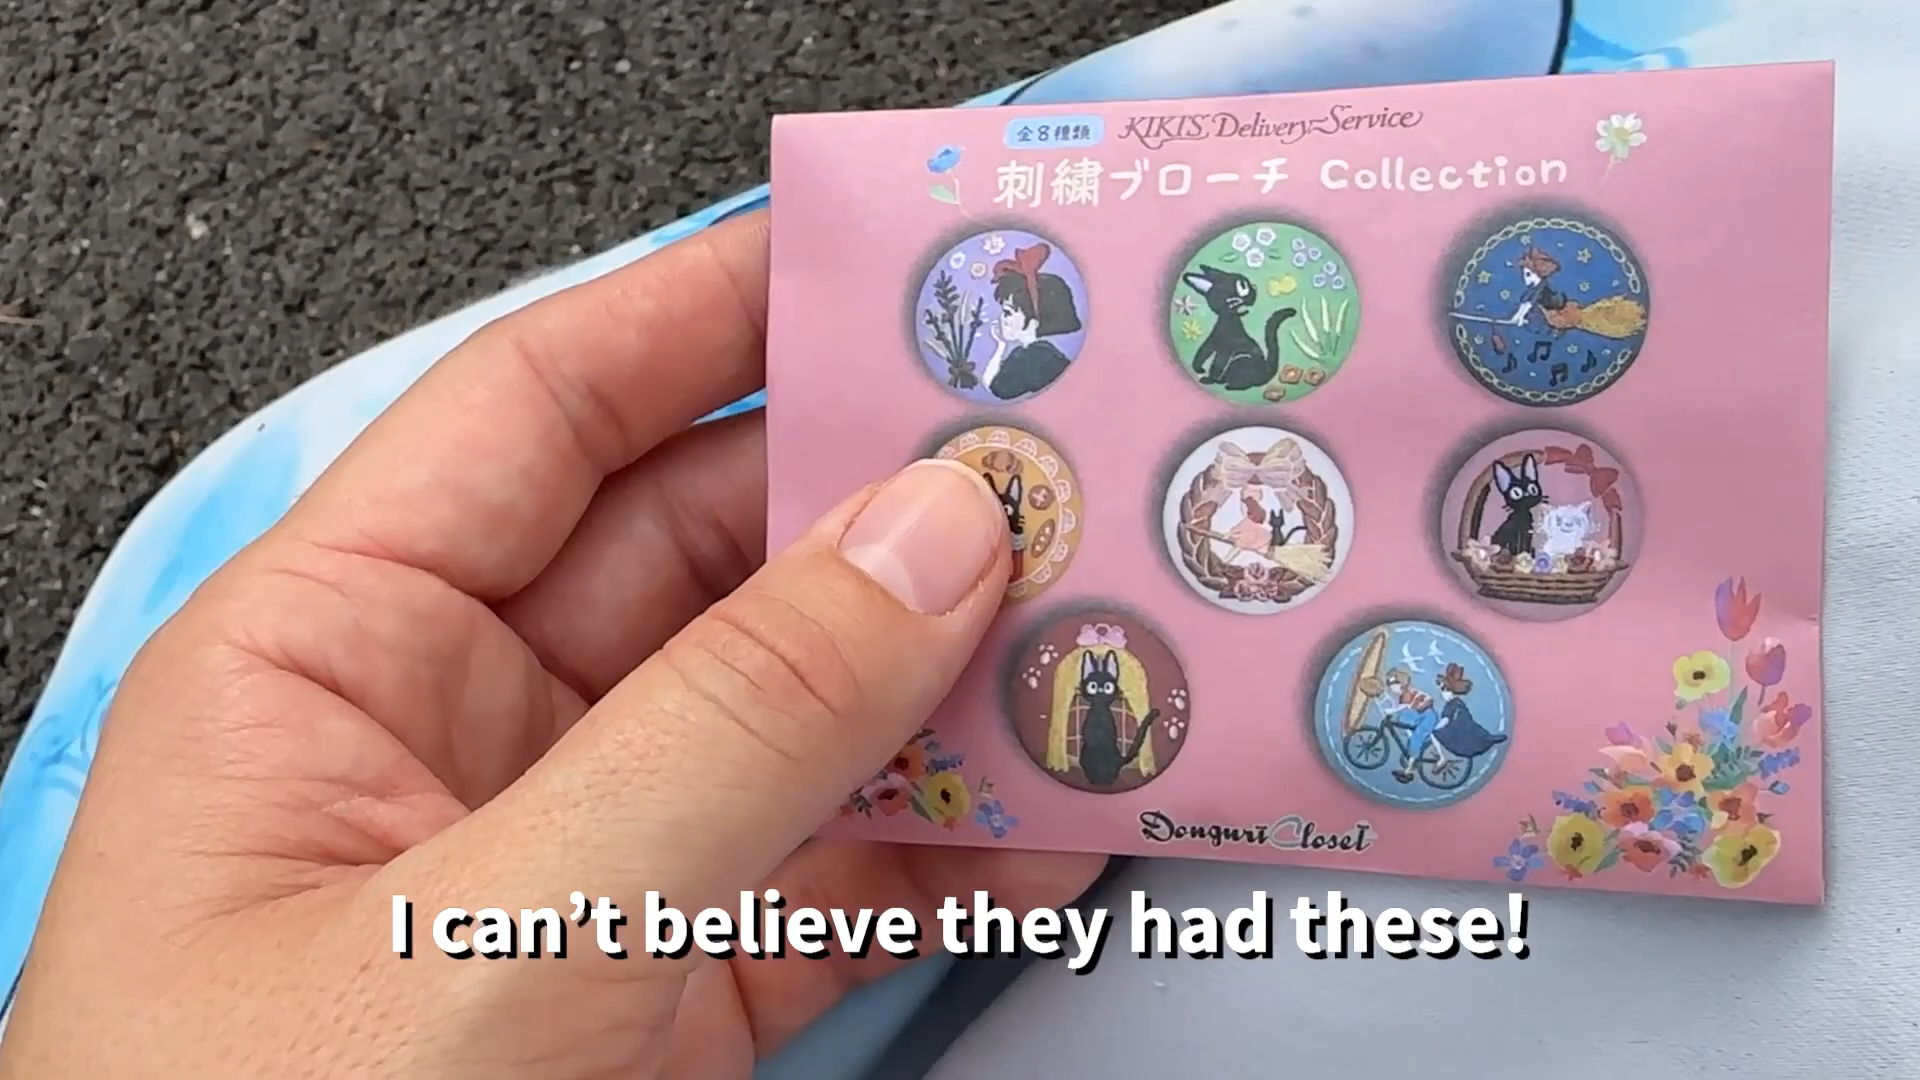 全8種類 KIKI'S Delivery Service
刺繍ブローチ Collection
Donguri Closet
I can't believe they had these!